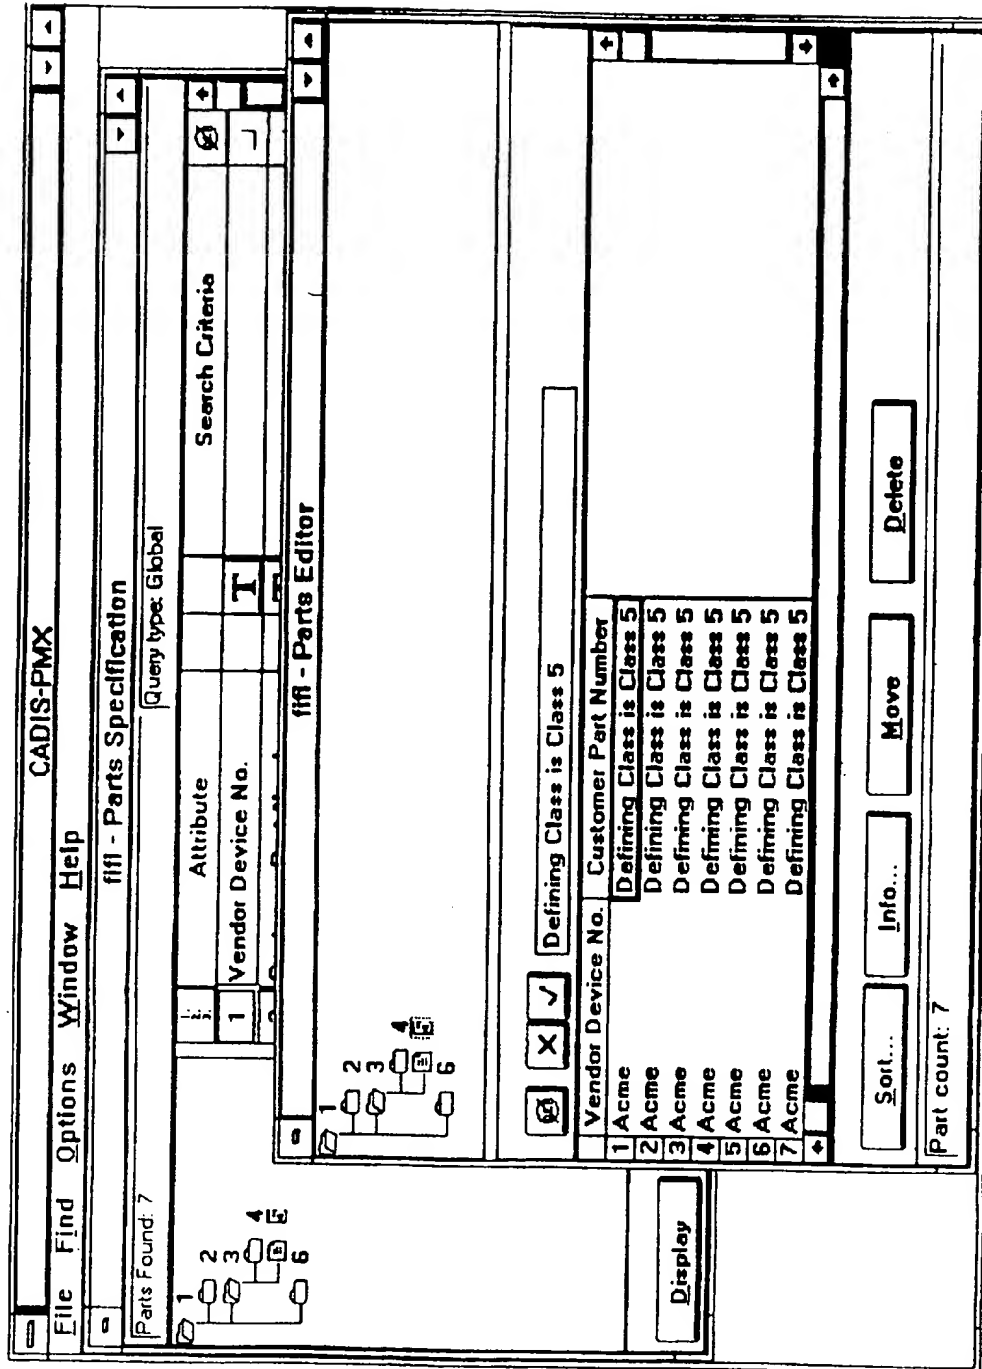 CADIS-PMX
File Find Options Window Help
fifi - Parts Specification
Parts Found: 7
Query type: Global
Attribute
Search Criteria
1 Vendor Device No. T
1
2
3
4
6
Display
fifi - Parts Editor
1
2
3
4
6
Defining Class is Class 5
Vendor Device No. Customer Part Number
1 Acme Defining Class is Class 5
2 Acme Defining Class is Class 5
3 Acme Defining Class is Class 5
4 Acme Defining Class is Class 5
5 Acme Defining Class is Class 5
6 Acme Defining Class is Class 5
7 Acme Defining Class is Class 5
Sort... Info... Move Delete
Part count: 7